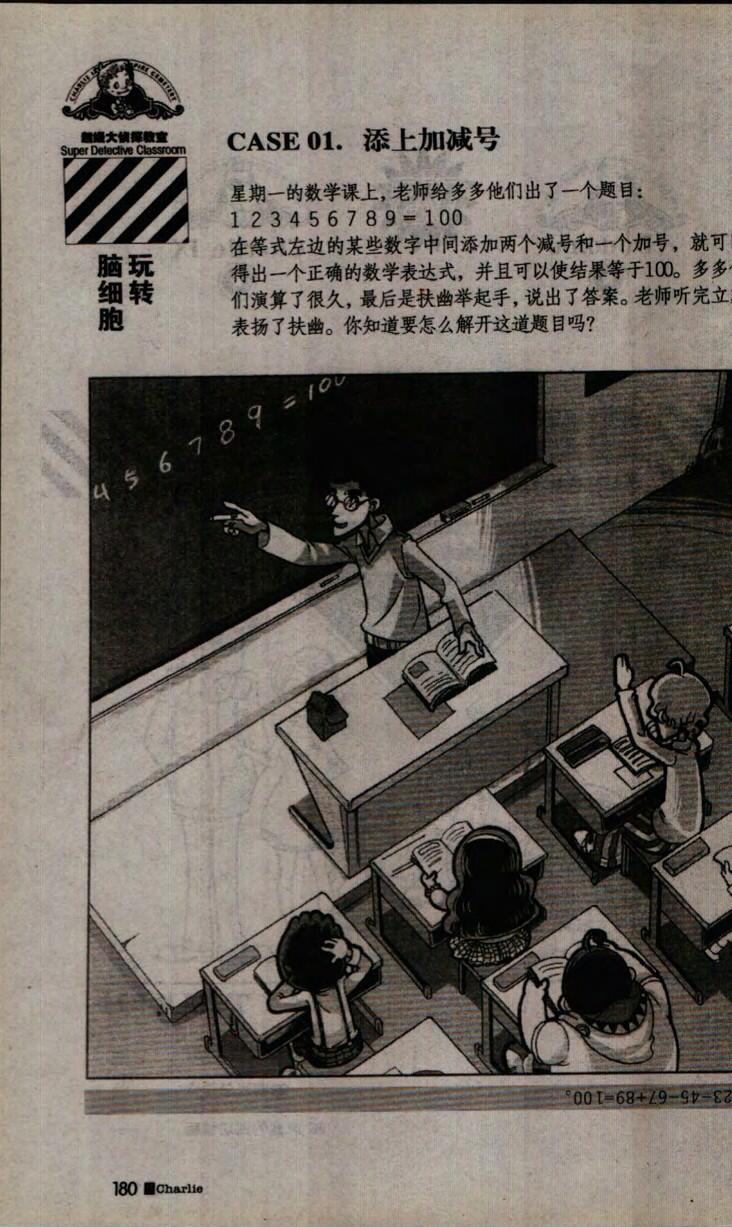 CHARLIE IX
PIRE CEMETERY
超级大侦探教室
Super Detective Classroom
玩转
脑细胞
CASE 01. 添上加减号
星期一的数学课上，老师给多多他们出了一个题目：
1 2 3 4 5 6 7 8 9 = 100
在等式左边的某些数字中间添加两个减号和一个加号，就可
得出一个正确的数学表达式，并且可以使结果等于100。多多
们演算了很久，最后是扶幽举起手，说出了答案。老师听完立
表扬了扶幽。你知道要怎么解开这道题目吗？
4 5 6 7 8 9 = 100
23-45-67+89=100。
180 Charlie